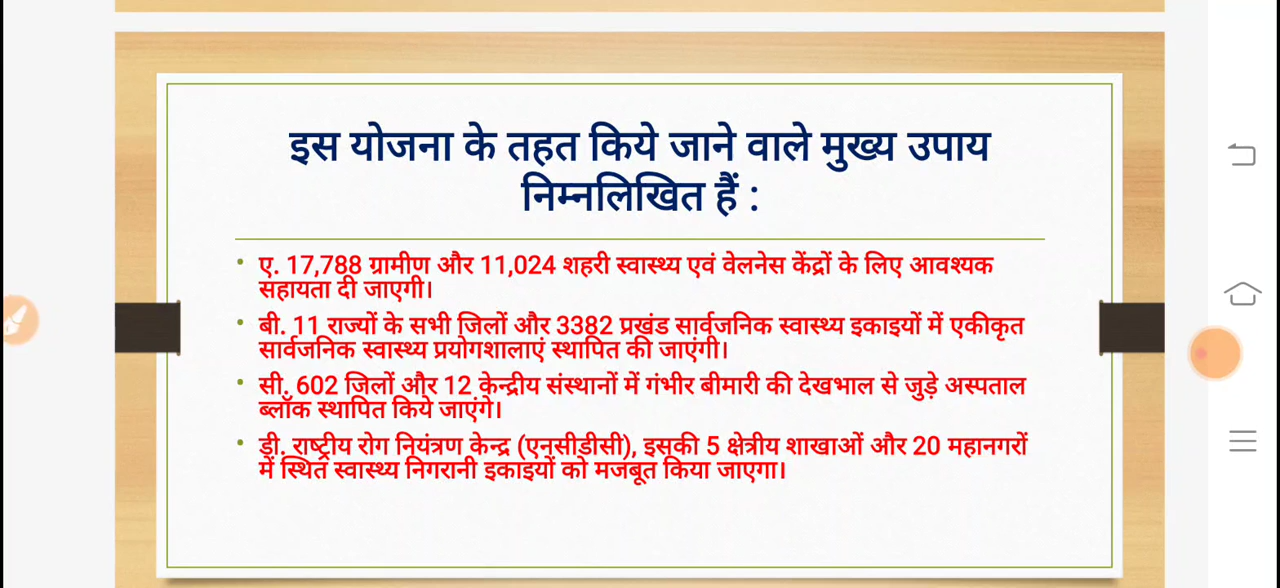 इस योजना के तहत किये जाने वाले मुख्य उपाय
निम्नलिखित हैं :
• ए. 17,788 ग्रामीण और 11,024 शहरी स्वास्थ्य एवं वेलनेस केंद्रों के लिए आवश्यक
सहायता दी जाएगी।
• बी. 11 राज्यों के सभी जिलों और 3382 प्रखंड सार्वजनिक स्वास्थ्य इकाइयों में एकीकृत
सार्वजनिक स्वास्थ्य प्रयोगशालाएं स्थापित की जाएंगी।
• सी. 602 जिलों और 12 केन्द्रीय संस्थानों में गंभीर बीमारी की देखभाल से जुड़े अस्पताल
ब्लॉक स्थापित किये जाएंगे।
• डी. राष्ट्रीय रोग नियंत्रण केन्द्र (एनसीडीसी), इसकी 5 क्षेत्रीय शाखाओं और 20 महानगरों
में स्थित स्वास्थ्य निगरानी इकाइयों को मजबूत किया जाएगा।